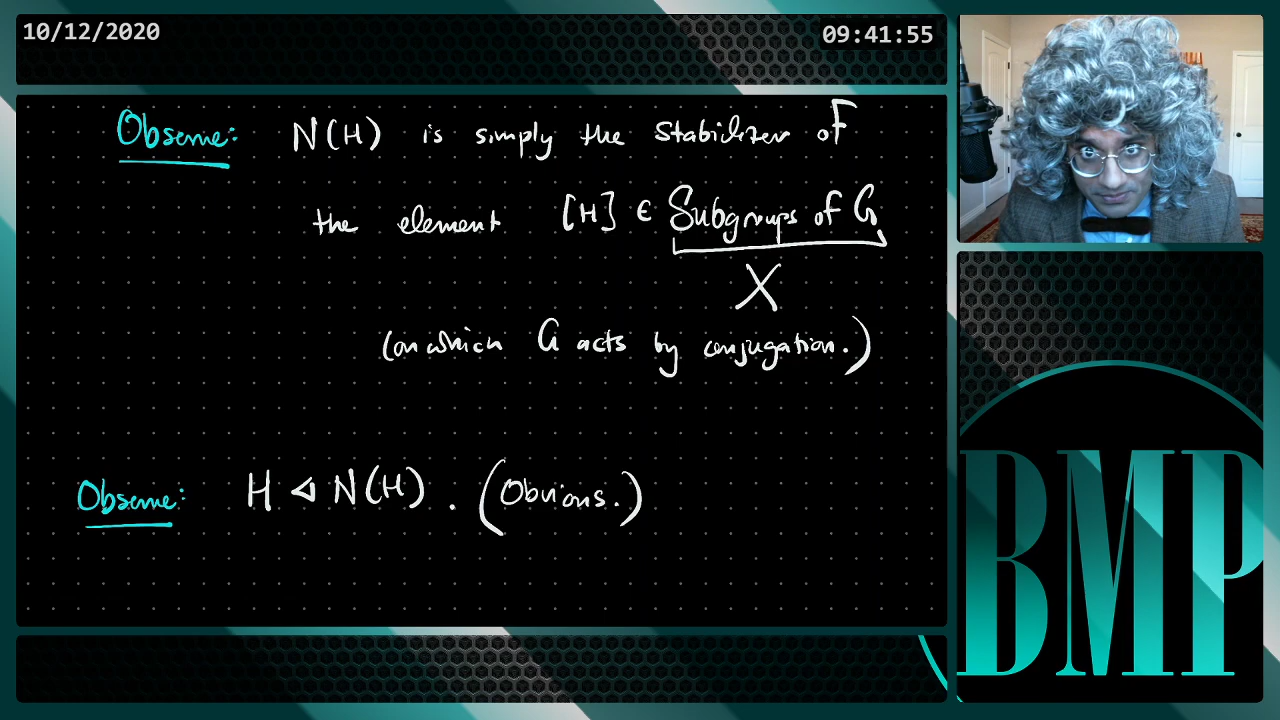 10/12/2020
09:41:55
Observe: N(H) is simply the stabilizer of
the element [H] ∈ Subgroups of G
X
(on which G acts by conjugation.)
Observe: H ◁ N(H). (Obvious.)
BMP